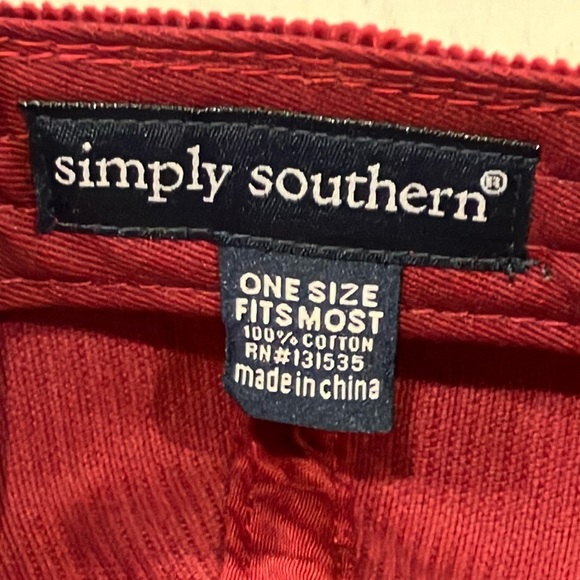 simply southern®
ONE SIZE
FITS MOST
100% COTTON
RN#131535
made in china